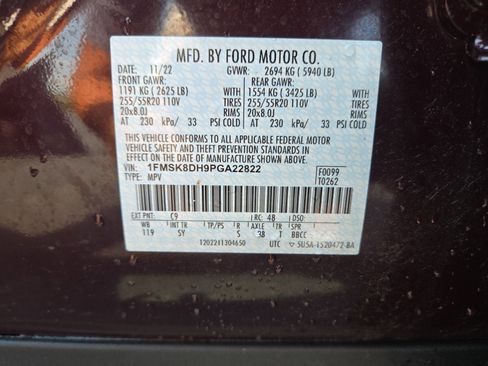 MFD. BY FORD MOTOR CO.
DATE: 11/22 GVWR: 2694 KG ( 5940 LB)
FRONT GAWR: REAR GAWR:
1191 KG ( 2625 LB) WITH 1554 KG ( 3425 LB) WITH
255/55R20 110V TIRES 255/55R20 110V TIRES
20x8.0J RIMS 20x8.0J RIMS
AT 230 kPa/ 33 PSI COLD AT 230 kPa/ 33 PSI COLD
THIS VEHICLE CONFORMS TO ALL APPLICABLE FEDERAL MOTOR
VEHICLE SAFETY AND THEFT PREVENTION STANDARDS IN EFFECT ON
THE DATE OF MANUFACTURE SHOWN ABOVE.
VIN: 1FMSK8DH9PGA22822 F0099
TYPE: MPV T0262
EXT PNT: C9 RC: 48 DSO:
WB INT TR TP/PS R AXLE TR SPR
119 SY S 38 T BBCC
1202211304650 UTC 5U5A-1520472-BA